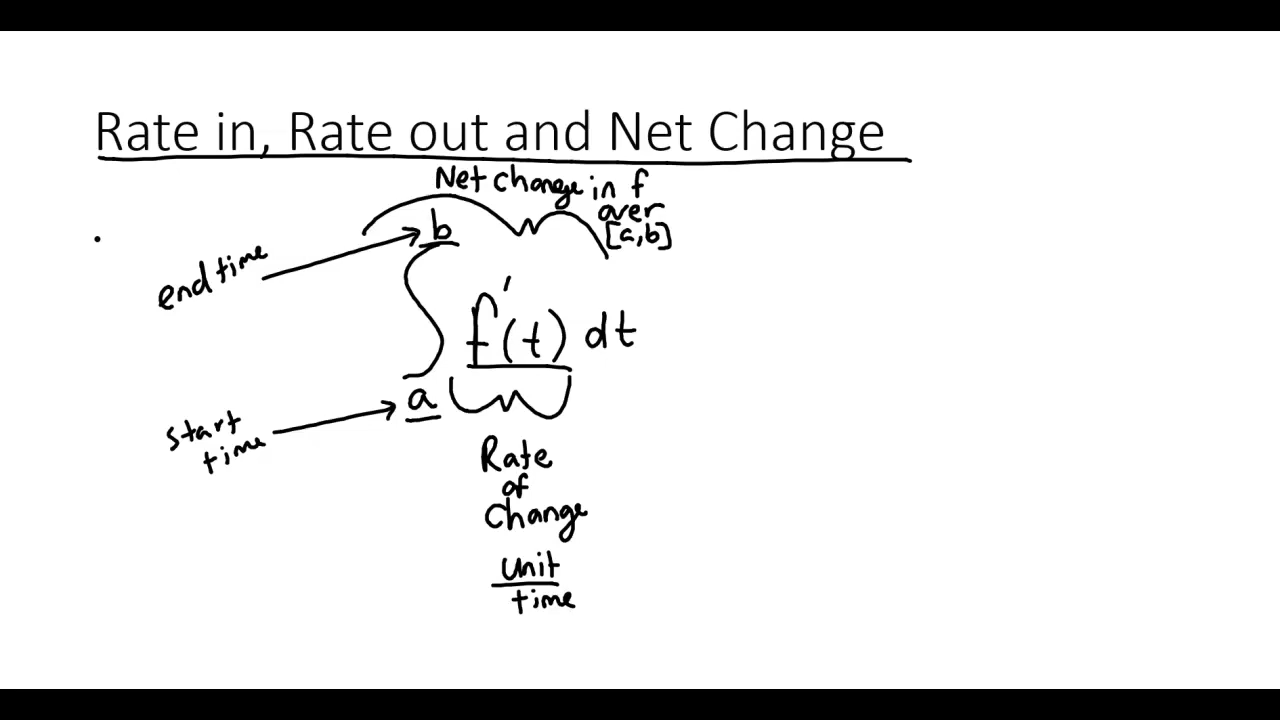 Rate in, Rate out and Net Change
Net change in f
over
[a,b]
b
end time
f'(t) dt
a
start
time
Rate
of
Change
unit
time